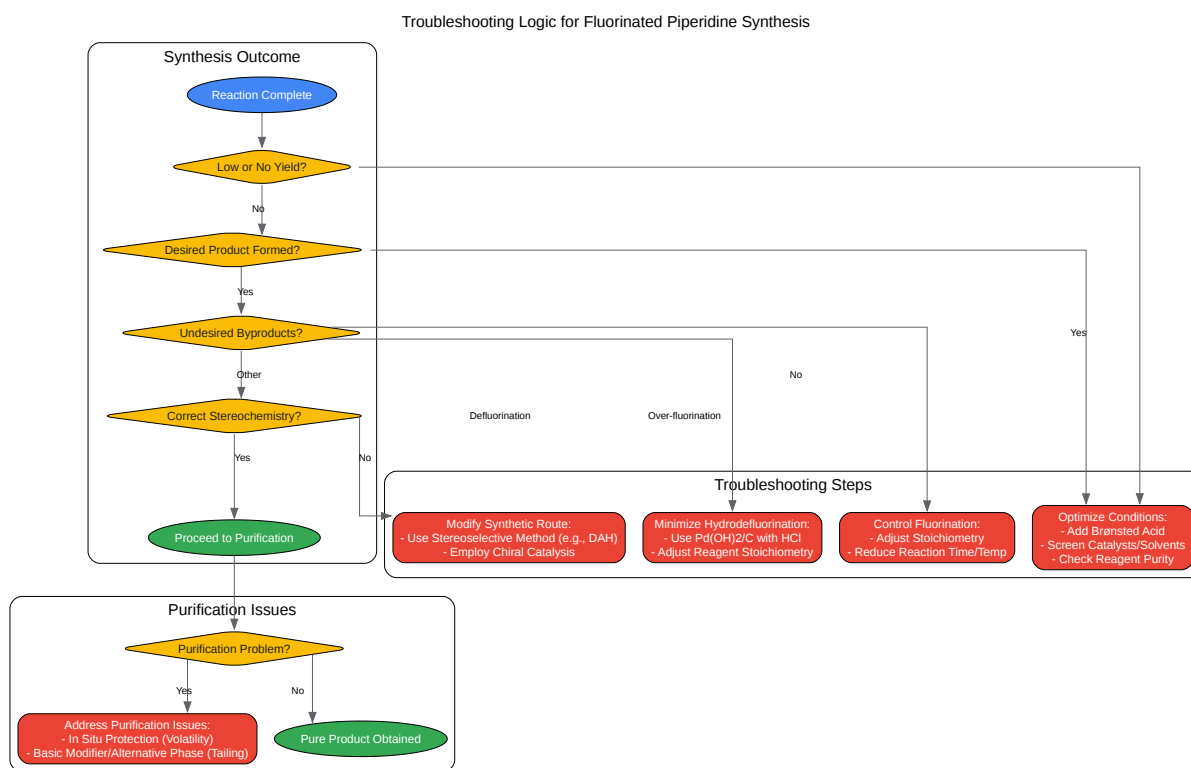 Troubleshooting Logic for Fluorinated Piperidine Synthesis
Synthesis Outcome
Reaction Complete
Low or No Yield?
No
Desired Product Formed?
Yes
Undesired Byproducts?
Yes
Other
No
Correct Stereochemistry?
Defluorination
Over-fluorination
Yes
No
Troubleshooting Steps
Modify Synthetic Route:
- Use Stereoselective Method (e.g., DAH)
- Employ Chiral Catalysis
Minimize Hydrodefluorination:
- Use Pd(OH)2/C with HCl
- Adjust Reagent Stoichiometry
Control Fluorination:
- Adjust Stoichiometry
- Reduce Reaction Time/Temp
Optimize Conditions:
- Add Brønsted Acid
- Screen Catalysts/Solvents
- Check Reagent Purity
Proceed to Purification
Purification Issues
Purification Problem?
Yes
No
Address Purification Issues:
- In Situ Protection (Volatility)
- Basic Modifier/Alternative Phase (Tailing)
Pure Product Obtained